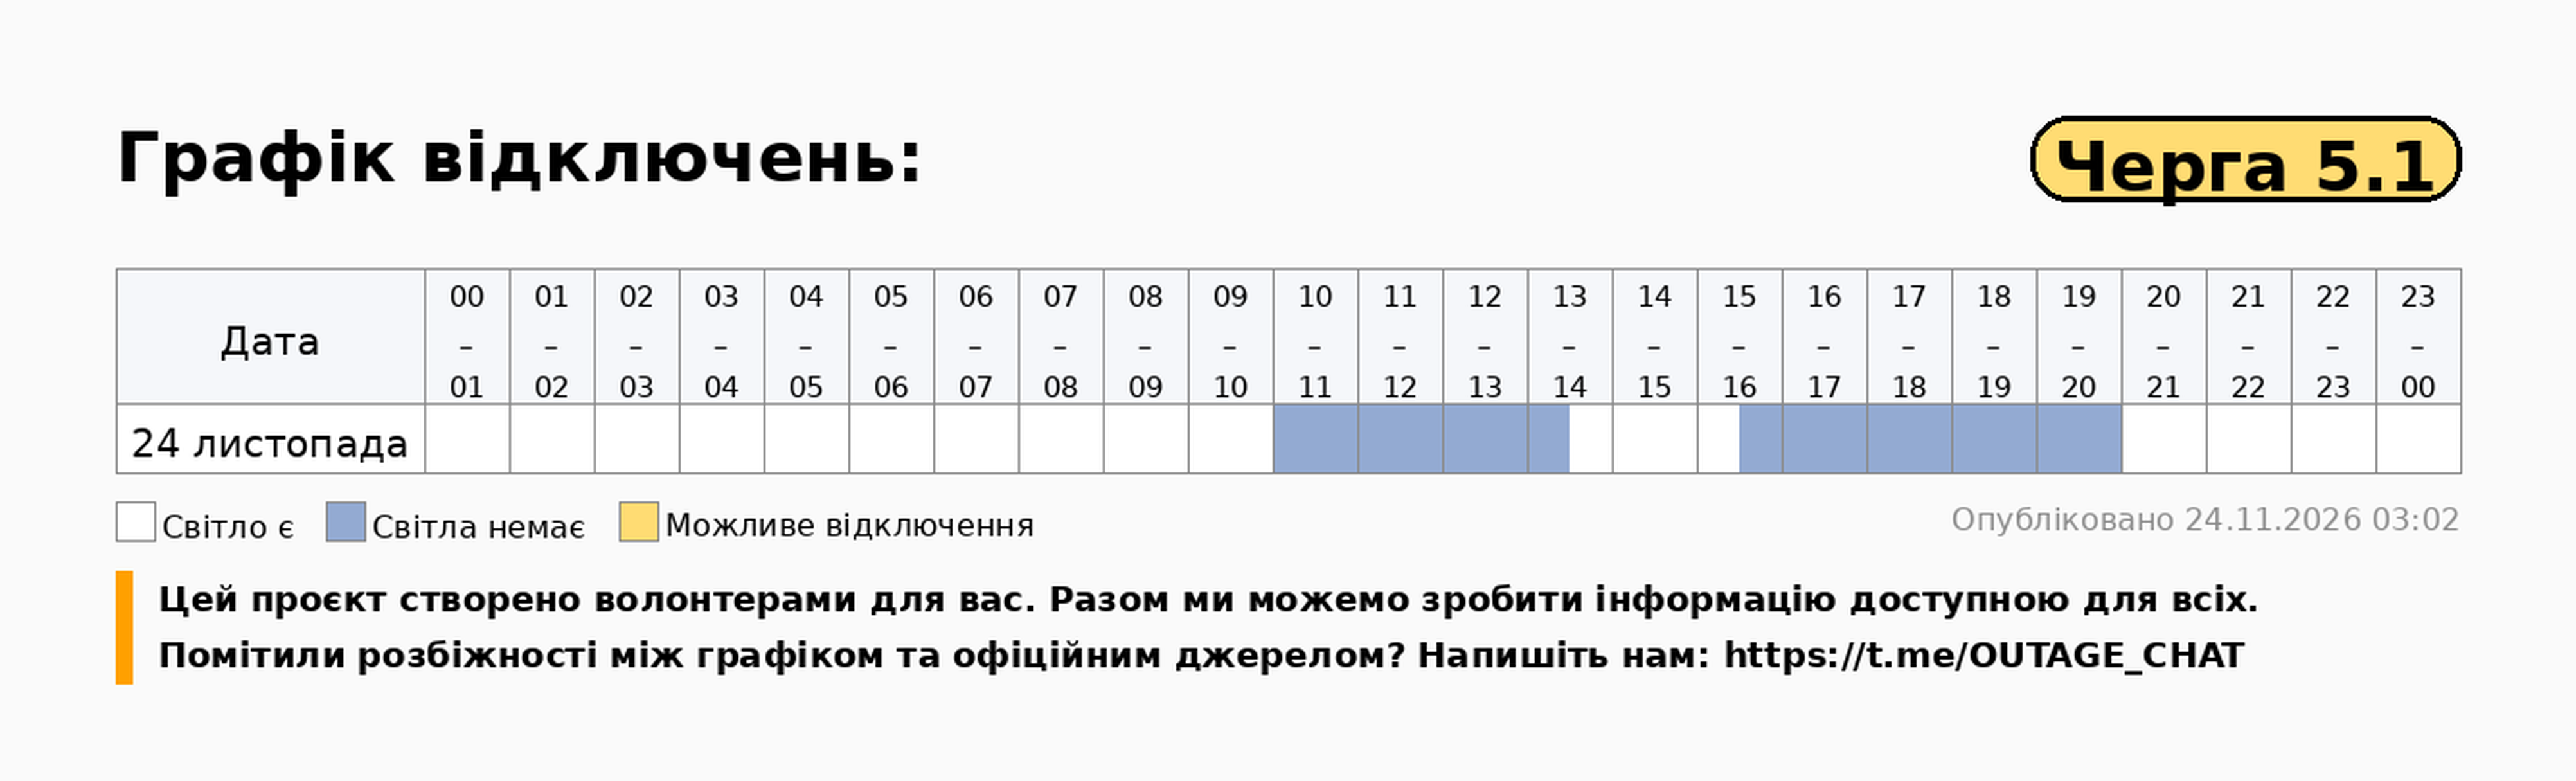 Графік відключень:
Черга 5.1
Дата
00 – 01
01 – 02
02 – 03
03 – 04
04 – 05
05 – 06
06 – 07
07 – 08
08 – 09
09 – 10
10 – 11
11 – 12
12 – 13
13 – 14
14 – 15
15 – 16
16 – 17
17 – 18
18 – 19
19 – 20
20 – 21
21 – 22
22 – 23
23 – 00
24 листопада
Світло є
Світла немає
Можливе відключення
Опубліковано 24.11.2026 03:02
Цей проєкт створено волонтерами для вас. Разом ми можемо зробити інформацію доступною для всіх.
Помітили розбіжності між графіком та офіційним джерелом? Напишіть нам: https://t.me/OUTAGE_CHAT